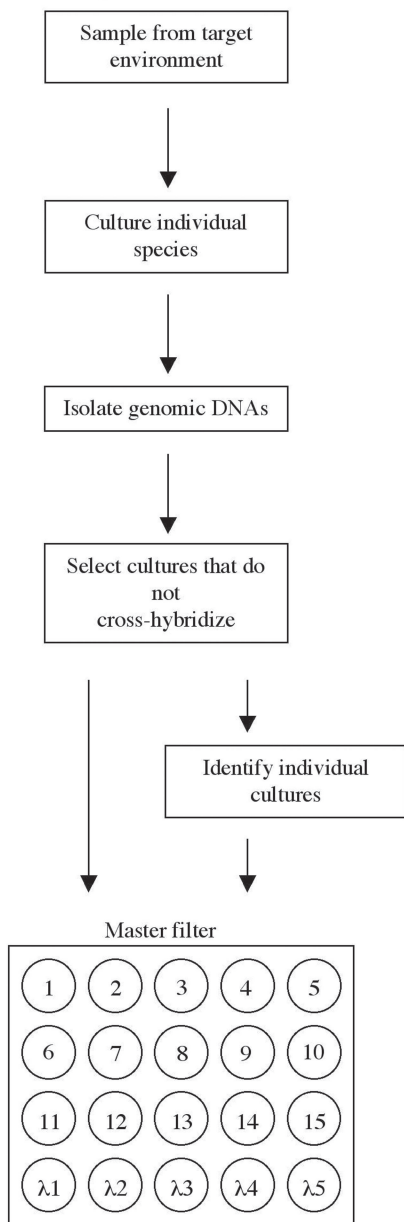 Sample from target
environment
Culture individual
species
Isolate genomic DNAs
Select cultures that do
not
cross-hybridize
Identify individual
cultures
Master filter
1 2 3 4 5
6 7 8 9 10
11 12 13 14 15
λ1 λ2 λ3 λ4 λ5